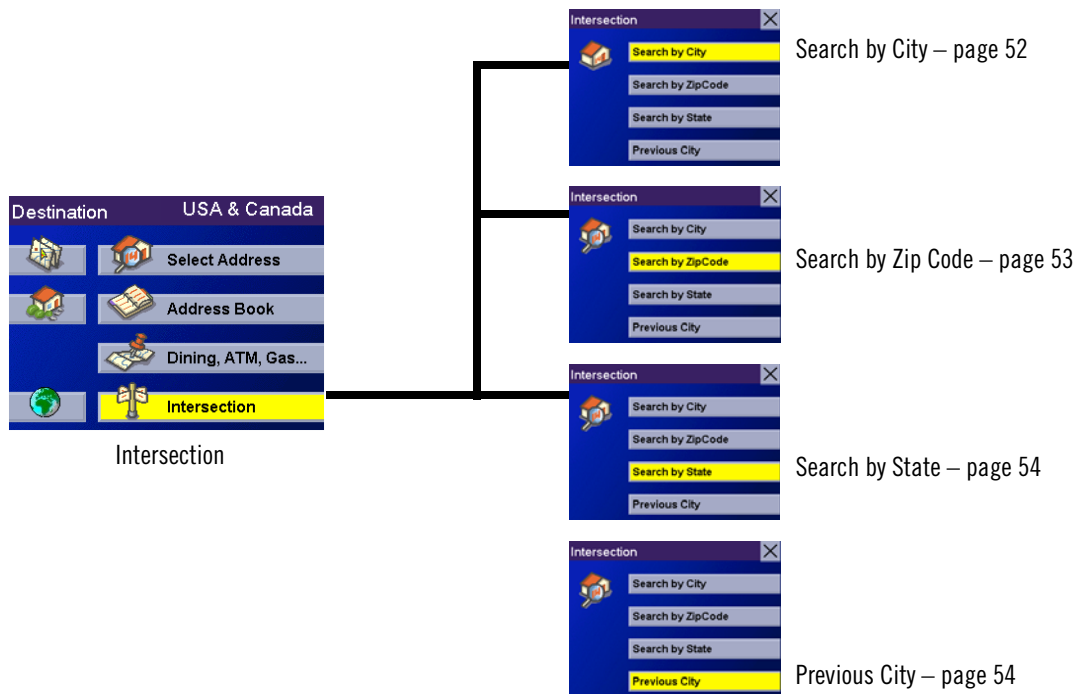 Intersection
Search by City
Search by ZipCode
Search by State
Previous City
Search by City – page 52
Intersection
Search by City
Search by ZipCode
Search by State
Previous City
Search by Zip Code – page 53
Destination USA & Canada
Select Address
Address Book
Dining, ATM, Gas...
Intersection
Intersection
Intersection
Search by City
Search by ZipCode
Search by State
Previous City
Search by State – page 54
Intersection
Search by City
Search by ZipCode
Search by State
Previous City
Previous City – page 54